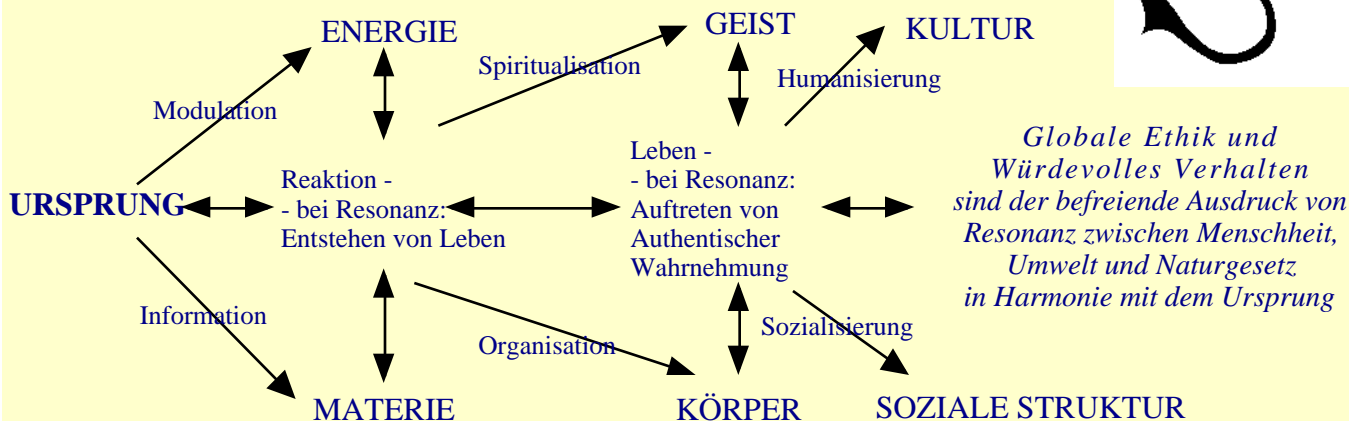 ENERGIE
GEIST
KULTUR
Spiritualisation
Humanisierung
Modulation
URSPRUNG
Reaktion -
- bei Resonanz:
Entstehen von Leben
Leben -
- bei Resonanz:
Auftreten von
Authentischer
Wahrnehmung
Globale Ethik und
Würdevolles Verhalten
sind der befreiende Ausdruck von
Resonanz zwischen Menschheit,
Umwelt und Naturgesetz
in Harmonie mit dem Ursprung
Information
Organisation
Sozialisierung
MATERIE
KÖRPER
SOZIALE STRUKTUR